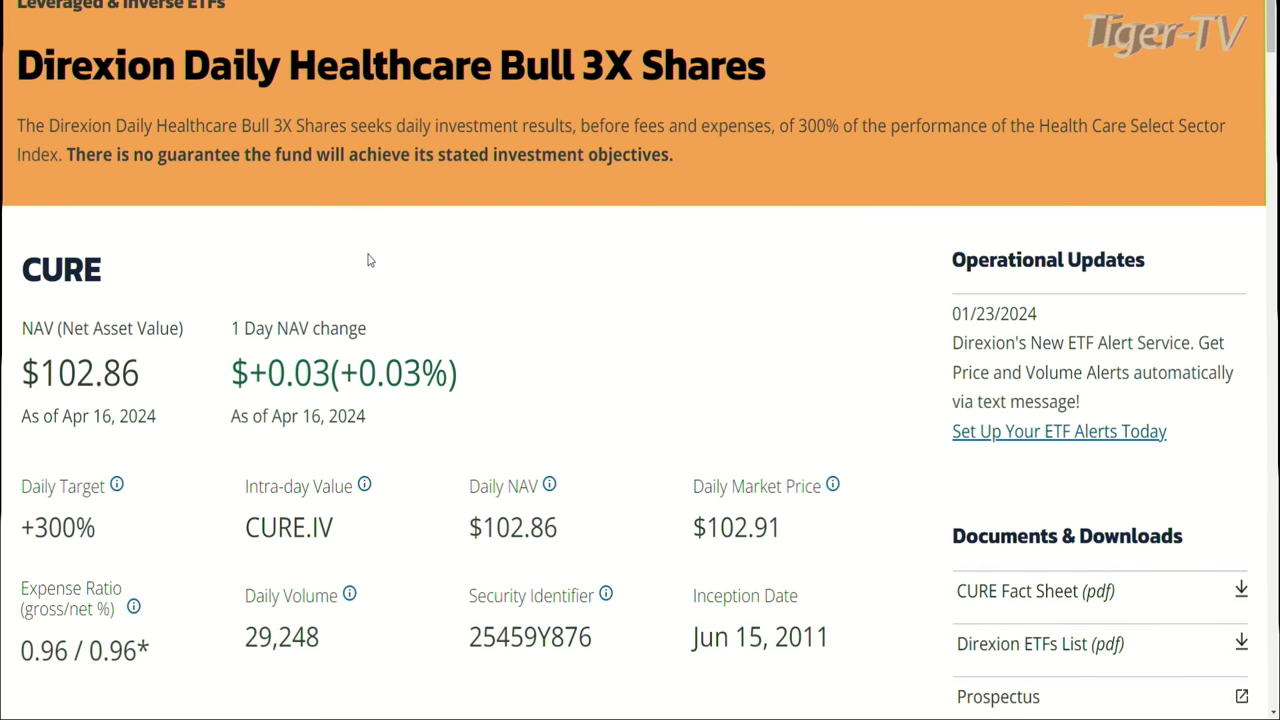 Leveraged & Inverse ETFs
Tiger-TV
Direxion Daily Healthcare Bull 3X Shares
The Direxion Daily Healthcare Bull 3X Shares seeks daily investment results, before fees and expenses, of 300% of the performance of the Health Care Select Sector
Index. There is no guarantee the fund will achieve its stated investment objectives.
CURE
NAV (Net Asset Value)
$102.86
As of Apr 16, 2024
1 Day NAV change
$+0.03(+0.03%)
As of Apr 16, 2024
Daily Target
+300%
Intra-day Value
CURE.IV
Daily NAV
$102.86
Daily Market Price
$102.91
Expense Ratio
(gross/net %)
0.96 / 0.96*
Daily Volume
29,248
Security Identifier
25459Y876
Inception Date
Jun 15, 2011
Operational Updates
01/23/2024
Direxion's New ETF Alert Service. Get
Price and Volume Alerts automatically
via text message!
Set Up Your ETF Alerts Today
Documents & Downloads
CURE Fact Sheet (pdf)
Direxion ETFs List (pdf)
Prospectus